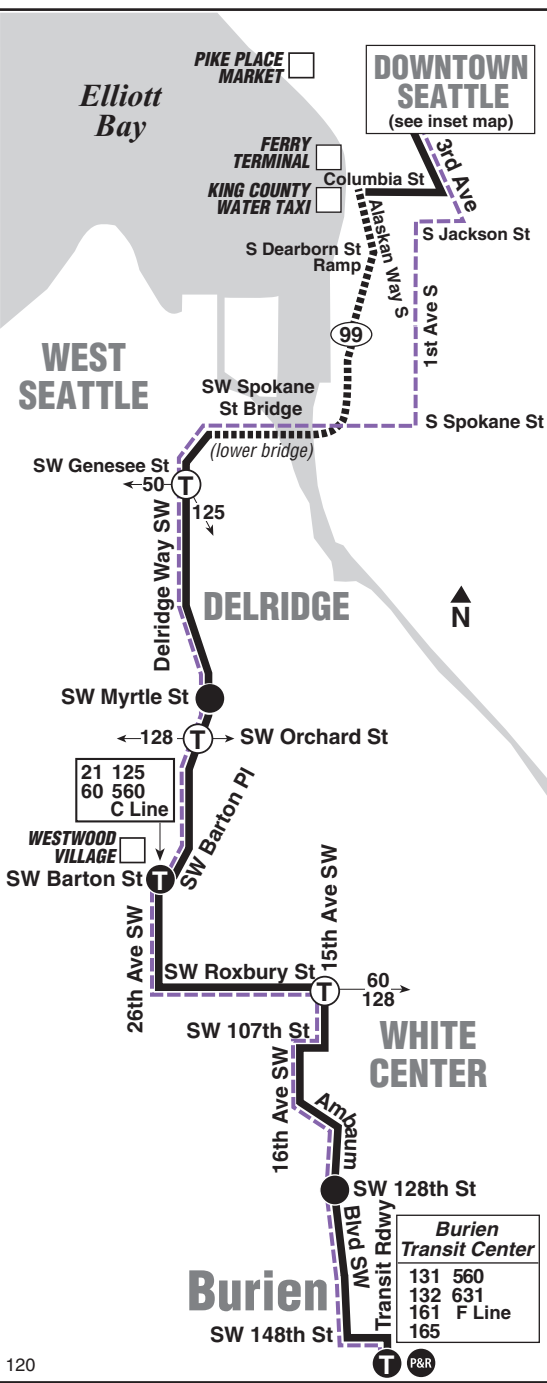 PIKE PLACE
MARKET
DOWNTOWN
SEATTLE
(see inset map)
Elliott
Bay
FERRY
TERMINAL
3rd Ave
Columbia St
KING COUNTY
WATER TAXI
Alaskan Way S
S Jackson St
S Dearborn St
Ramp
1st Ave S
99
WEST
SEATTLE
SW Spokane
St Bridge
S Spokane St
(lower bridge)
SW Genesee St
50
T
125
Delridge Way SW
DELRIDGE
N
SW Myrtle St
128
T
SW Orchard St
21 125
60 560
C Line
SW Barton Pl
WESTWOOD
VILLAGE
SW Barton St
T
15th Ave SW
26th Ave SW
SW Roxbury St
T
60
128
SW 107th St
WHITE
CENTER
16th Ave SW
Ambaum
SW 128th St
Blvd SW
Transit Rdwy
Burien
Transit Center
131 560
132 631
161 F Line
165
Burien
SW 148th St
T
P&R
120